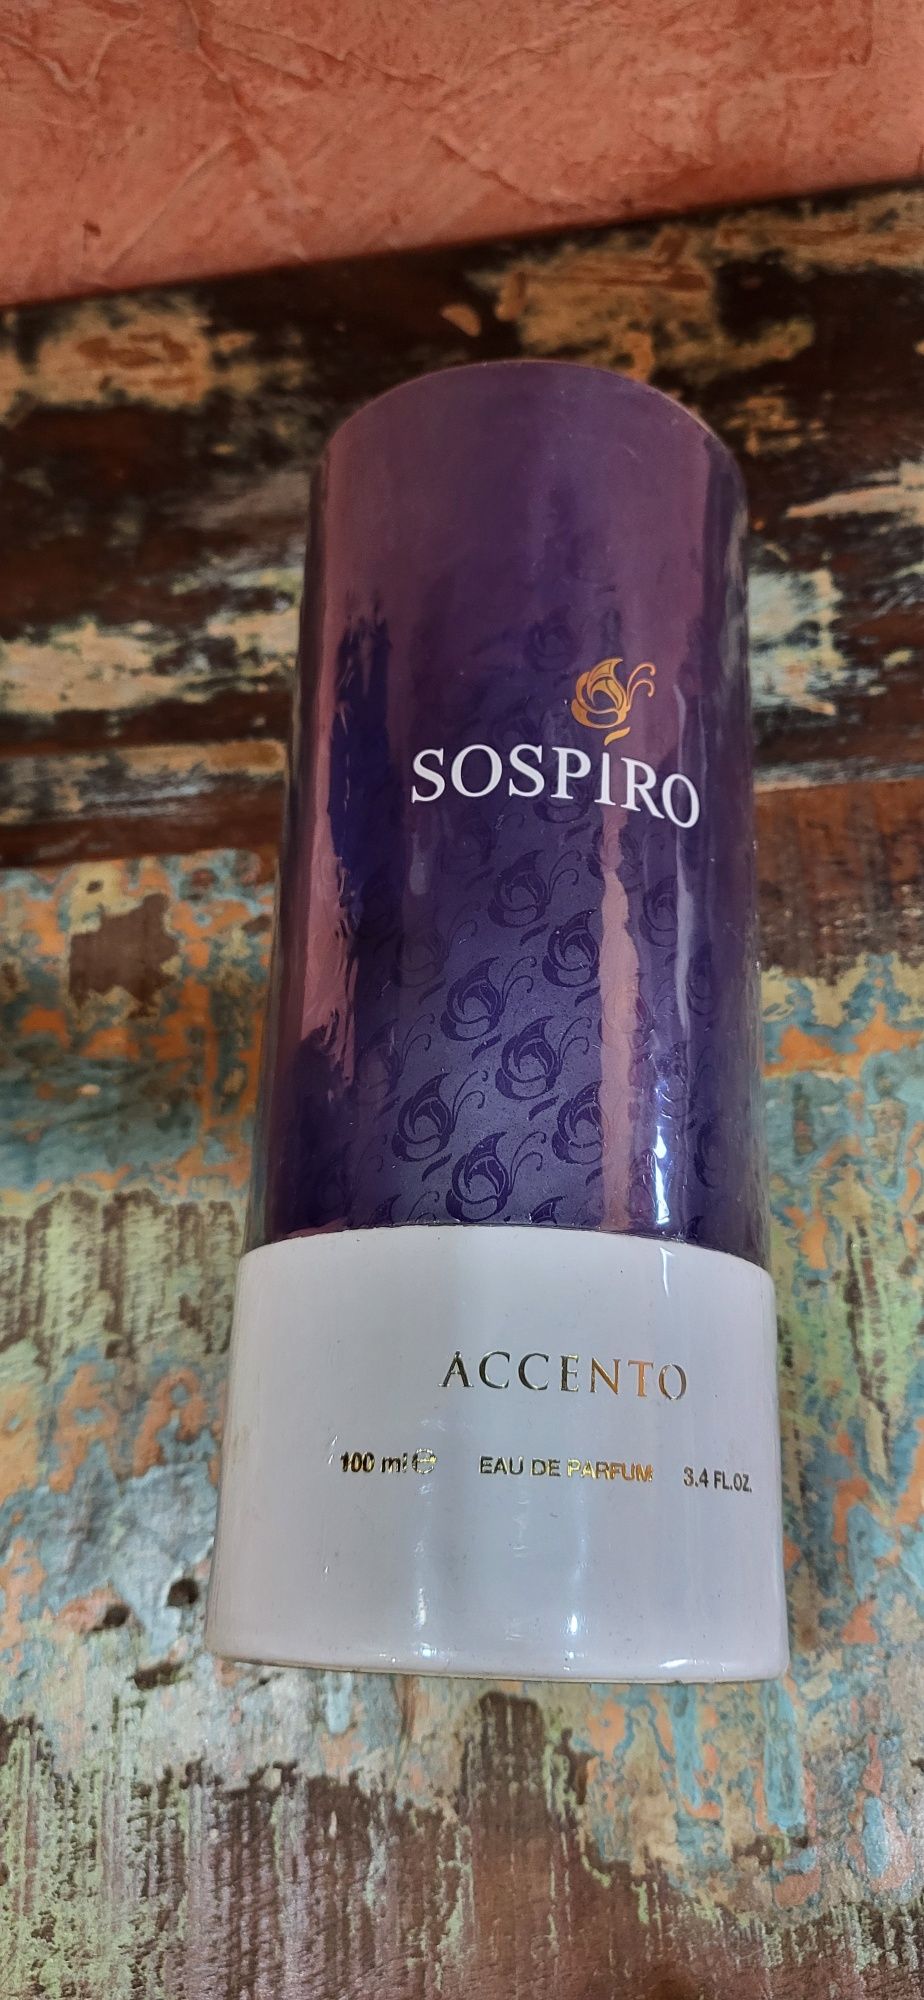 SOSPIRO
ACCENTO
100 ml ℮ EAU DE PARFUM 3.4 FL.OZ.